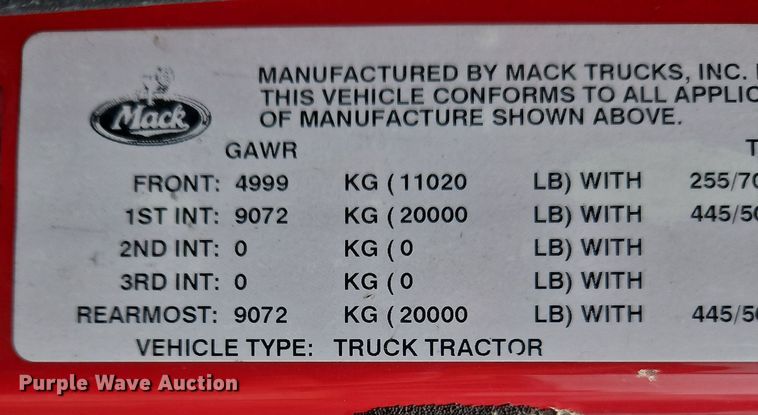 Mack
MANUFACTURED BY MACK TRUCKS, INC.
THIS VEHICLE CONFORMS TO ALL
OF MANUFACTURE SHOWN ABOVE.
GAWR
FRONT: 4999 KG (11020 LB) WITH 255/70
1ST INT: 9072 KG (20000 LB) WITH 445/50
2ND INT: 0 KG (0 LB) WITH
3RD INT: 0 KG (0 LB) WITH
REARMOST: 9072 KG (20000 LB) WITH 445/50
VEHICLE TYPE: TRUCK TRACTOR
Purple Wave Auction